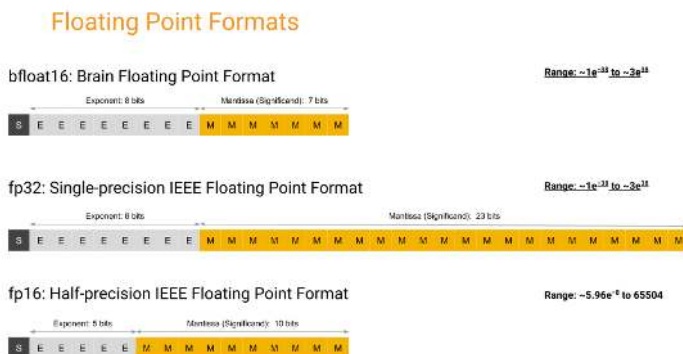 Floating Point Formats
bfloat16: Brain Floating Point Format
Range: ~1e⁻³⁸ to ~3e³⁸
Exponent: 8 bits
Mantissa (Significand): 7 bits
S E E E E E E E E M M M M M M M
fp32: Single-precision IEEE Floating Point Format
Range: ~1e⁻³⁸ to ~3e³⁸
Exponent: 8 bits
Mantissa (Significand): 23 bits
S E E E E E E E E M M M M M M M M M M M M M M M M M M M M M M M
fp16: Half-precision IEEE Floating Point Format
Range: ~5.96e⁻⁸ to 65504
Exponent: 5 bits
Mantissa (Significand): 10 bits
S E E E E E M M M M M M M M M M